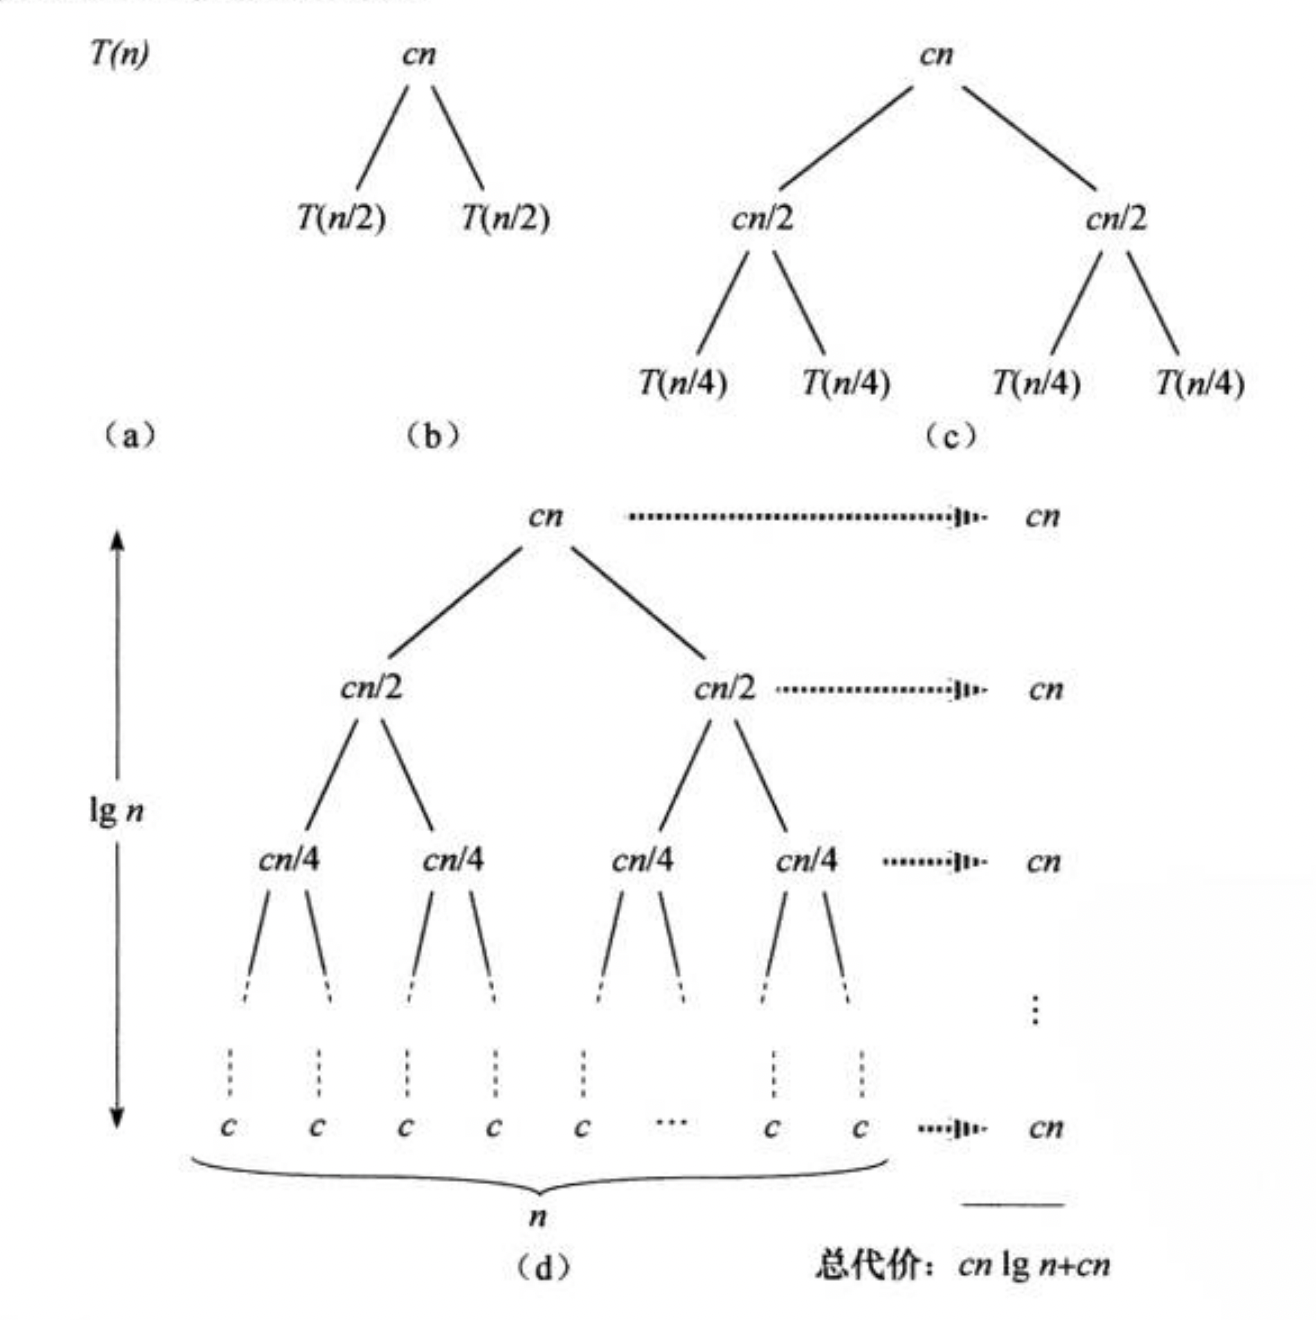 T(n) cn cn
T(n/2) T(n/2) cn/2 cn/2
T(n/4) T(n/4) T(n/4) T(n/4)
（a） （b） （c）
cn cn
cn/2 cn/2 cn
lg n
cn/4 cn/4 cn/4 cn/4 cn
⋮
c c c c c … c c cn
n
（d） 总代价：cn lg n+cn